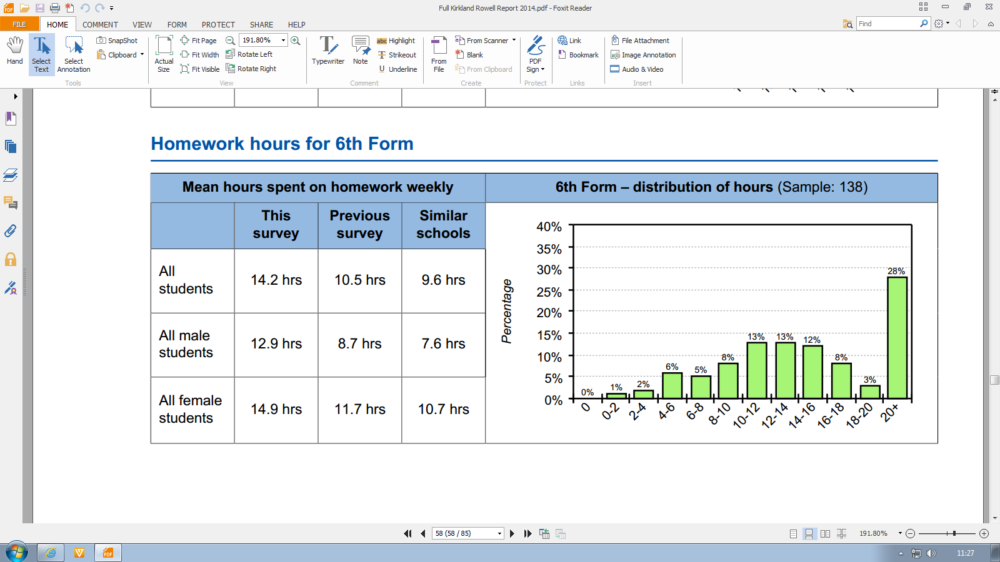 Full Kirkland Rowell Report 2014.pdf - Foxit Reader
FILE HOME COMMENT VIEW FORM PROTECT SHARE HELP
Find
Hand
Select Text
Select Annotation
SnapShot
Clipboard
Tools
Actual Size
Fit Page
Fit Width
Fit Visible
191.80%
Rotate Left
Rotate Right
View
Typewriter
Note
abc Highlight
Strikeout
Underline
Comment
From File
From Scanner
Blank
From Clipboard
Create
PDF Sign
Protect
Link
Bookmark
Links
File Attachment
Image Annotation
Audio & Video
Insert
Homework hours for 6th Form
Mean hours spent on homework weekly
This survey
Previous survey
Similar schools
All students 14.2 hrs 10.5 hrs 9.6 hrs
All male students 12.9 hrs 8.7 hrs 7.6 hrs
All female students 14.9 hrs 11.7 hrs 10.7 hrs
6th Form – distribution of hours (Sample: 138)
Percentage
40%
35%
30%
25%
20%
15%
10%
5%
0%
0% 1% 2% 6% 5% 8% 13% 13% 12% 8% 3% 28%
0 0-2 2-4 4-6 6-8 8-10 10-12 12-14 14-16 16-18 18-20 20+
58 (58 / 85)
191.80%
PDF
11:27